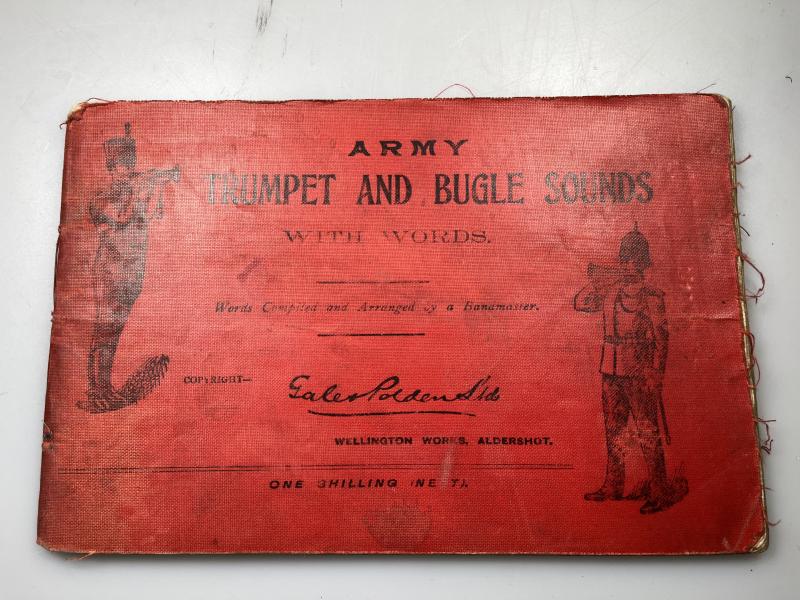 ARMY
TRUMPET AND BUGLE SOUNDS
WITH WORDS.
Words Compiled and Arranged by a Bandmaster.
COPYRIGHT—
Gale & Polden Ltd
WELLINGTON WORKS, ALDERSHOT.
ONE SHILLING (NET).